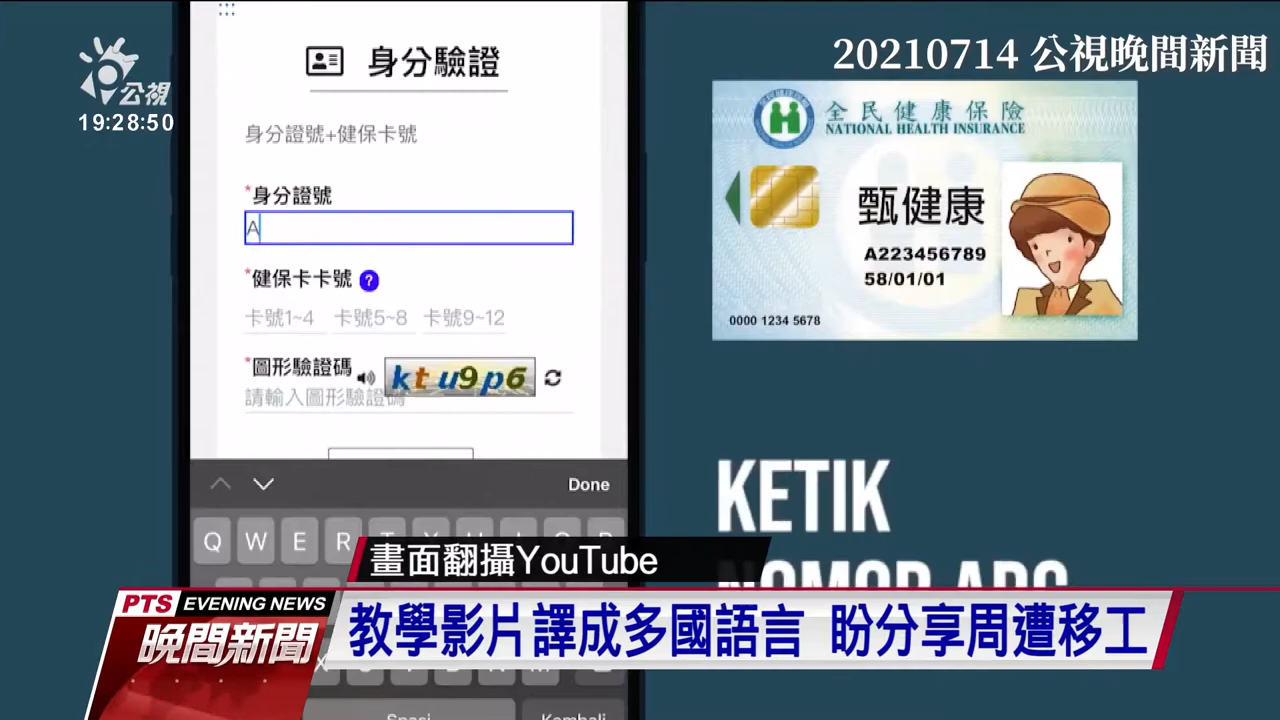 20210714 公視晚間新聞
公視
19:28:50
身分驗證
身分證號+健保卡卡號
*身分證號
A
*健保卡卡號 ?
卡號1~4 卡號5~8 卡號9~12
*圖形驗證碼 ktu9p6
請輸入圖形驗證碼
Done
Q W E R T Y U I O P
全民健康保險
NATIONAL HEALTH INSURANCE
甄健康
A223456789
58/01/01
0000 1234 5678
KETIK
NOMOR ARC
畫面翻攝YouTube
PTS EVENING NEWS
晚間新聞
教學影片譯成多國語言 盼分享周遭移工
Spasi Kembali